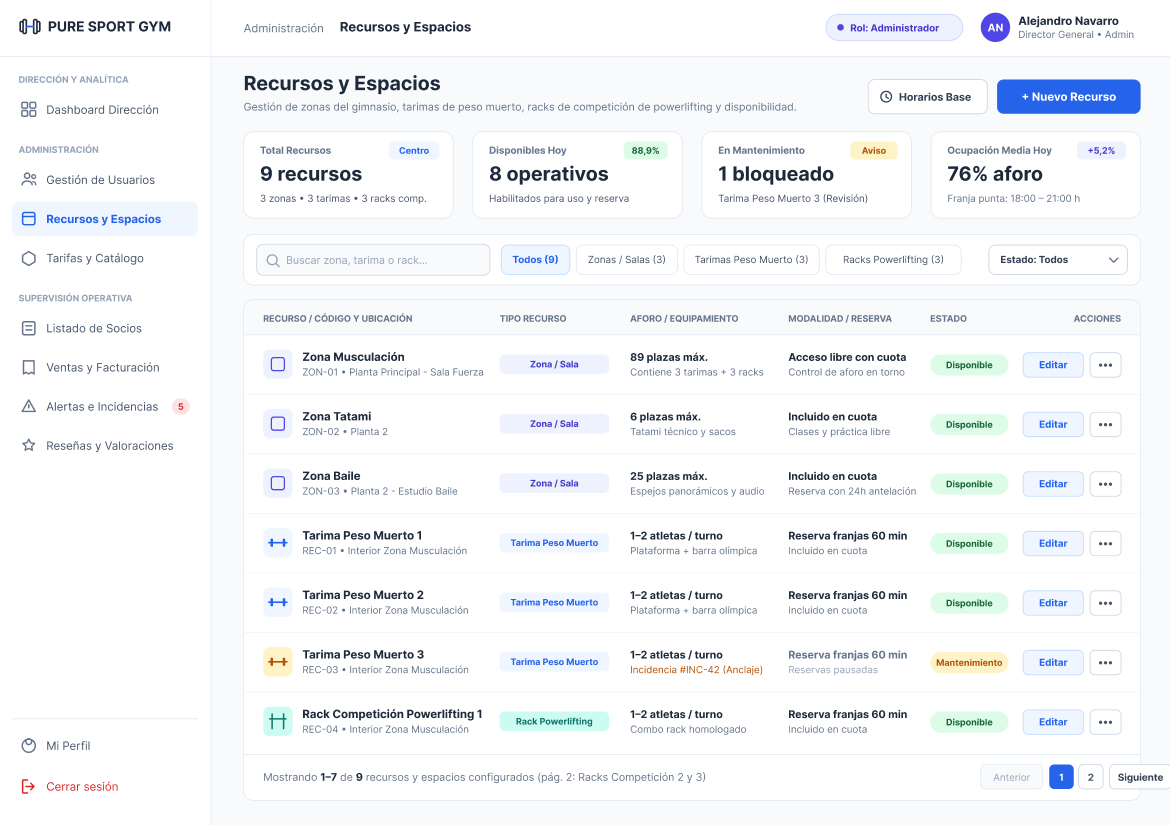 PURE SPORT GYM
Administración Recursos y Espacios
Rol: Administrador
AN
Alejandro Navarro
Director General • Admin
DIRECCIÓN Y ANALÍTICA
Dashboard Dirección
ADMINISTRACIÓN
Gestión de Usuarios
Recursos y Espacios
Tarifas y Catálogo
SUPERVISIÓN OPERATIVA
Listado de Socios
Ventas y Facturación
Alertas e Incidencias 5
Reseñas y Valoraciones
Mi Perfil
Cerrar sesión
Recursos y Espacios
Gestión de zonas del gimnasio, tarimas de peso muerto, racks de competición de powerlifting y disponibilidad.
Horarios Base
+ Nuevo Recurso
Total Recursos Centro
9 recursos
3 zonas • 3 tarimas • 3 racks comp.
Disponibles Hoy 88,9%
8 operativos
Habilitados para uso y reserva
En Mantenimiento Aviso
1 bloqueado
Tarima Peso Muerto 3 (Revisión)
Ocupación Media Hoy +5,2%
76% aforo
Franja punta: 18:00 – 21:00 h
Buscar zona, tarima o rack...
Todos (9)
Zonas / Salas (3)
Tarimas Peso Muerto (3)
Racks Powerlifting (3)
Estado: Todos
RECURSO / CÓDIGO Y UBICACIÓN TIPO RECURSO AFORO / EQUIPAMIENTO MODALIDAD / RESERVA ESTADO ACCIONES
Zona Musculación
ZON-01 • Planta Principal - Sala Fuerza
Zona / Sala
89 plazas máx.
Contiene 3 tarimas + 3 racks
Acceso libre con cuota
Control de aforo en torno
Disponible
Editar
Zona Tatami
ZON-02 • Planta 2
Zona / Sala
6 plazas máx.
Tatami técnico y sacos
Incluido en cuota
Clases y práctica libre
Disponible
Editar
Zona Baile
ZON-03 • Planta 2 - Estudio Baile
Zona / Sala
25 plazas máx.
Espejos panorámicos y audio
Incluido en cuota
Reserva con 24h antelación
Disponible
Editar
Tarima Peso Muerto 1
REC-01 • Interior Zona Musculación
Tarima Peso Muerto
1–2 atletas / turno
Plataforma + barra olímpica
Reserva franjas 60 min
Incluido en cuota
Disponible
Editar
Tarima Peso Muerto 2
REC-02 • Interior Zona Musculación
Tarima Peso Muerto
1–2 atletas / turno
Plataforma + barra olímpica
Reserva franjas 60 min
Incluido en cuota
Disponible
Editar
Tarima Peso Muerto 3
REC-03 • Interior Zona Musculación
Tarima Peso Muerto
1–2 atletas / turno
Incidencia #INC-42 (Anclaje)
Reserva franjas 60 min
Reservas pausadas
Mantenimiento
Editar
Rack Competición Powerlifting 1
REC-04 • Interior Zona Musculación
Rack Powerlifting
1–2 atletas / turno
Combo rack homologado
Reserva franjas 60 min
Incluido en cuota
Disponible
Editar
Mostrando 1–7 de 9 recursos y espacios configurados (pág. 2: Racks Competición 2 y 3)
Anterior 1 2 Siguiente